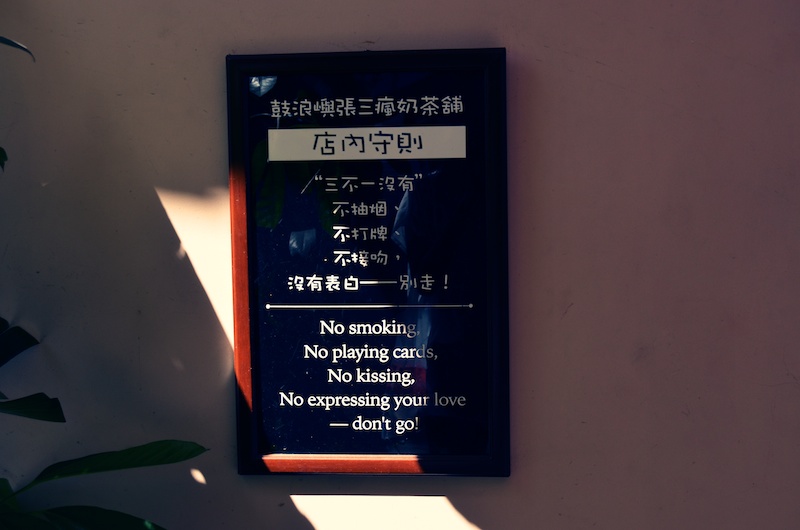 鼓浪嶼張三瘋奶茶舖
店內守則
"三不一沒有"
不抽烟、
不打牌、
不接吻，
沒有表白——別走！
No smoking,
No playing cards,
No kissing,
No expressing your love
— don't go!